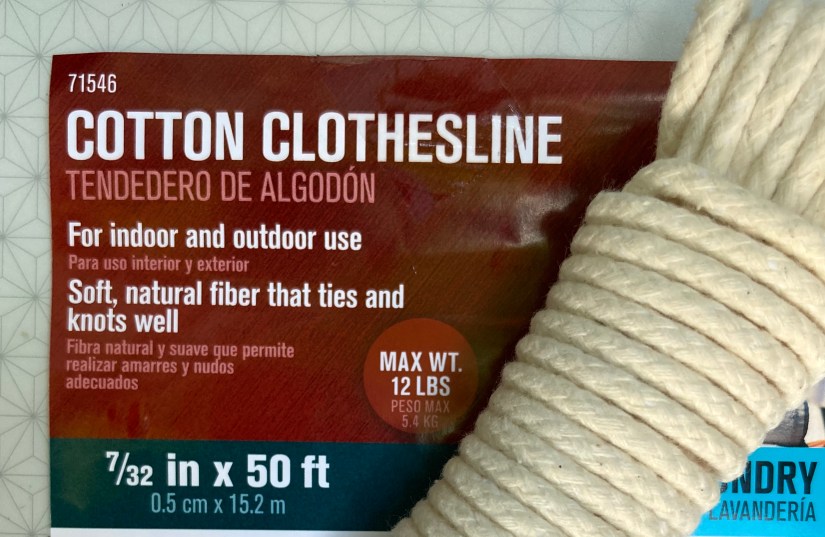 71546
COTTON CLOTHESLINE
TENDEDERO DE ALGODÓN
For indoor and outdoor use
Para uso interior y exterior
Soft, natural fiber that ties and
knots well
Fibra natural y suave que permite
realizar amarres y nudos
adecuados
MAX WT.
12 LBS
PESO MAX
5.4 KG
7/32 in x 50 ft
0.5 cm x 15.2 m
LAVANDERÍA